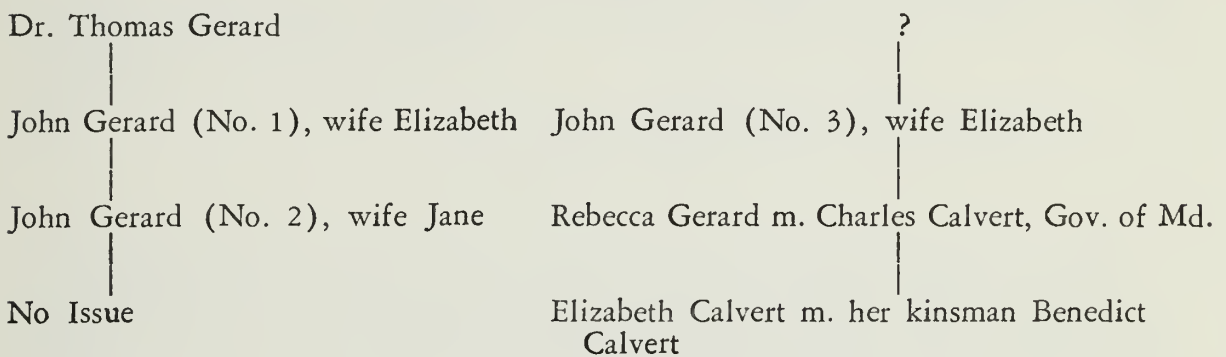 Dr. Thomas Gerard
?
John Gerard (No. 1), wife Elizabeth
John Gerard (No. 3), wife Elizabeth
John Gerard (No. 2), wife Jane
Rebecca Gerard m. Charles Calvert, Gov. of Md.
No Issue
Elizabeth Calvert m. her kinsman Benedict
Calvert